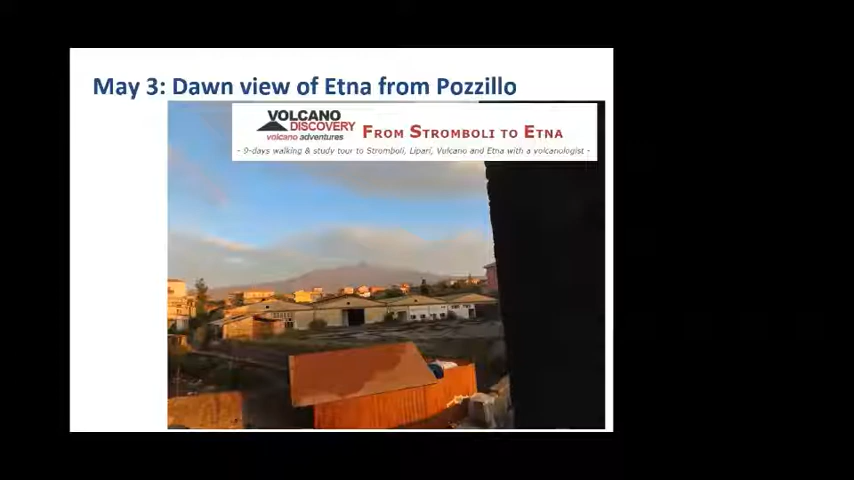 May 3: Dawn view of Etna from Pozzillo
VOLCANO
DISCOVERY
volcano adventures
FROM STROMBOLI TO ETNA
- 9-days walking & study tour to Stromboli, Lipari, Vulcano and Etna with a volcanologist -